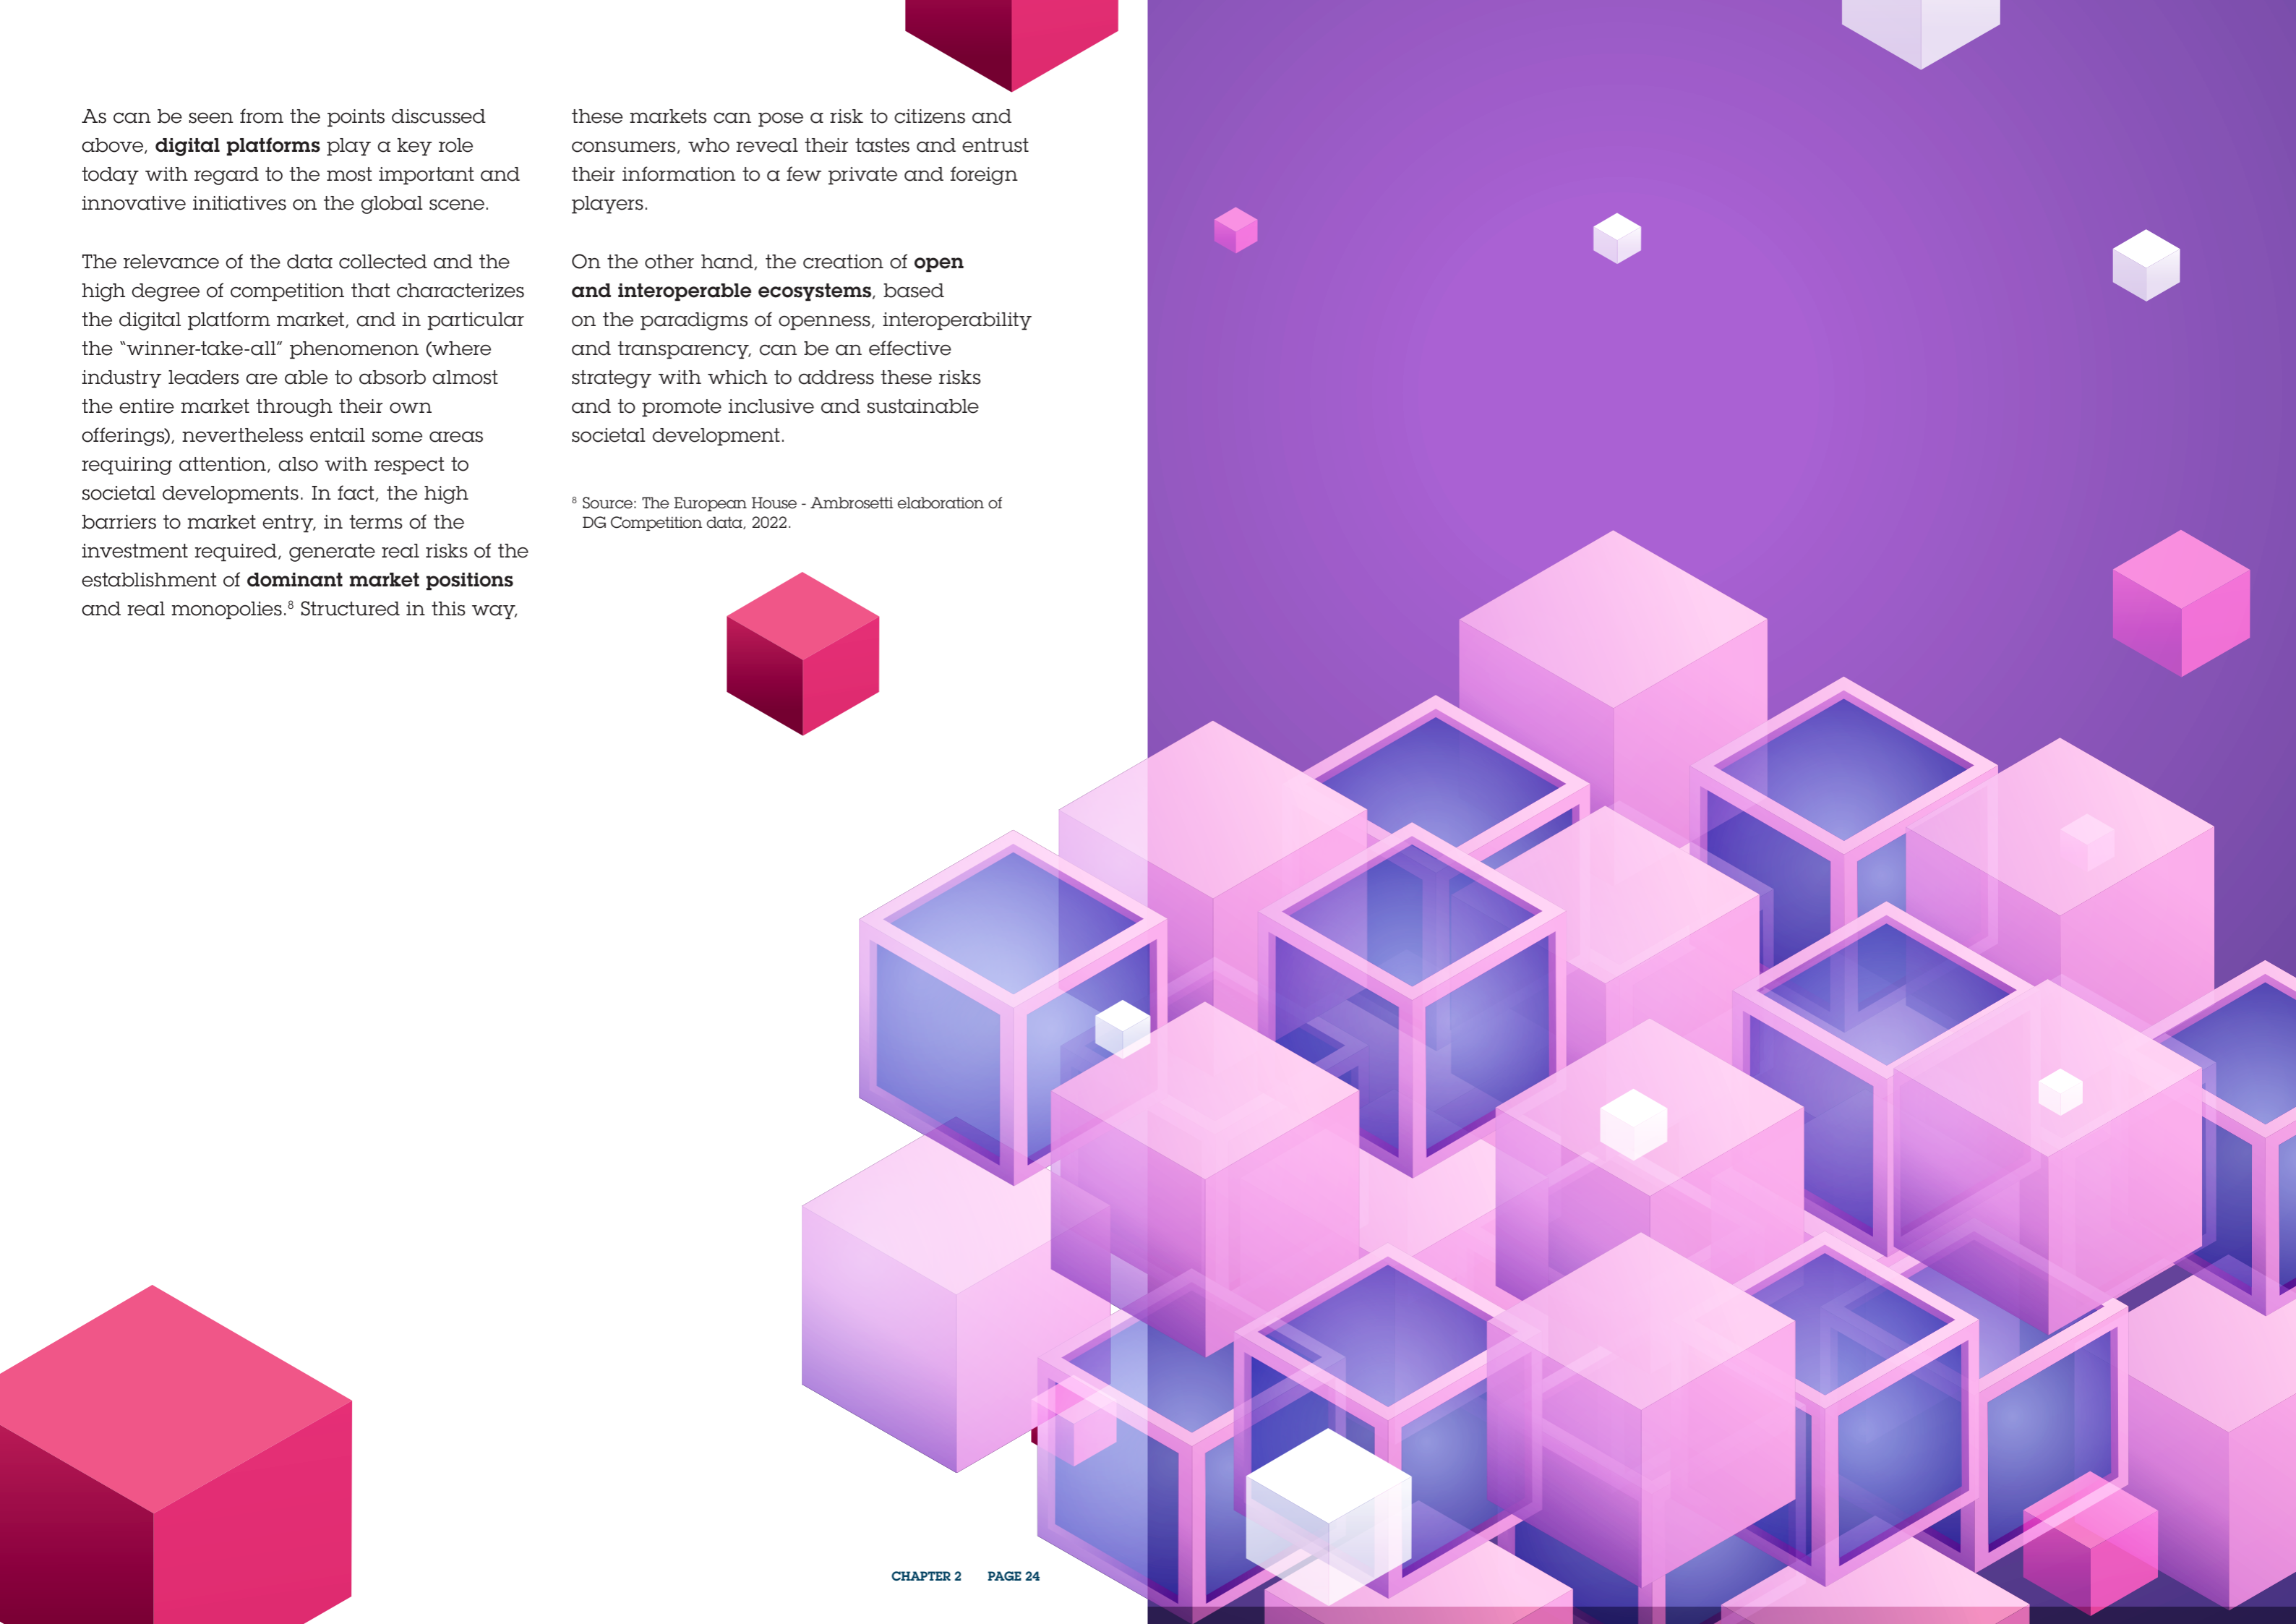 As can be seen from the points discussed
above, digital platforms play a key role
today with regard to the most important and
innovative initiatives on the global scene.
The relevance of the data collected and the
high degree of competition that characterizes
the digital platform market, and in particular
the “winner-take-all” phenomenon (where
industry leaders are able to absorb almost
the entire market through their own
offerings), nevertheless entail some areas
requiring attention, also with respect to
societal developments. In fact, the high
barriers to market entry, in terms of the
investment required, generate real risks of the
establishment of dominant market positions
and real monopolies.⁸ Structured in this way,
these markets can pose a risk to citizens and
consumers, who reveal their tastes and entrust
their information to a few private and foreign
players.
On the other hand, the creation of open
and interoperable ecosystems, based
on the paradigms of openness, interoperability
and transparency, can be an effective
strategy with which to address these risks
and to promote inclusive and sustainable
societal development.
⁸ Source: The European House - Ambrosetti elaboration of
DG Competition data, 2022.
CHAPTER 2 PAGE 24